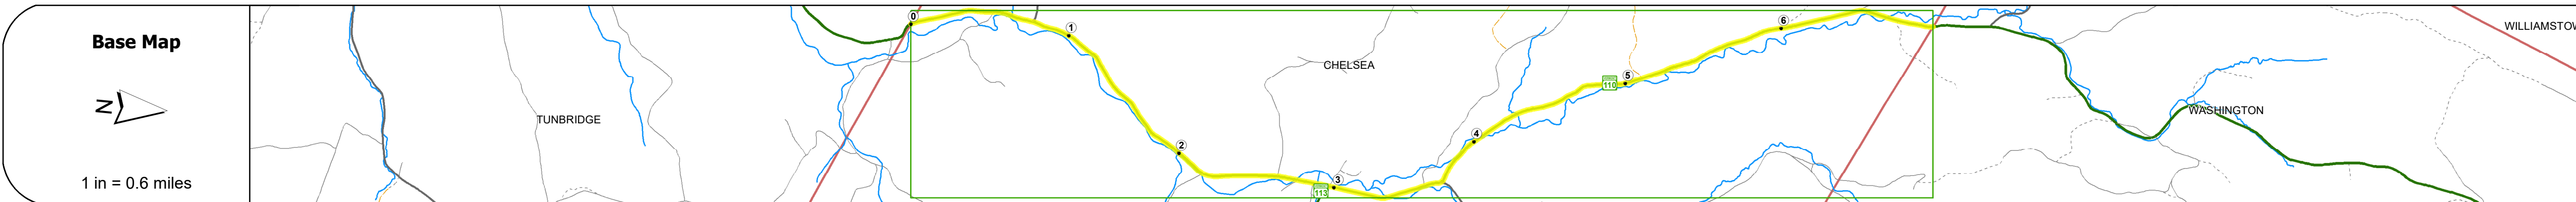 Base Map
N
1 in = 0.6 miles
TUNBRIDGE
CHELSEA
WASHINGTON
WILLIAMSTOW
0
1
2
3
4
5
6
110
113